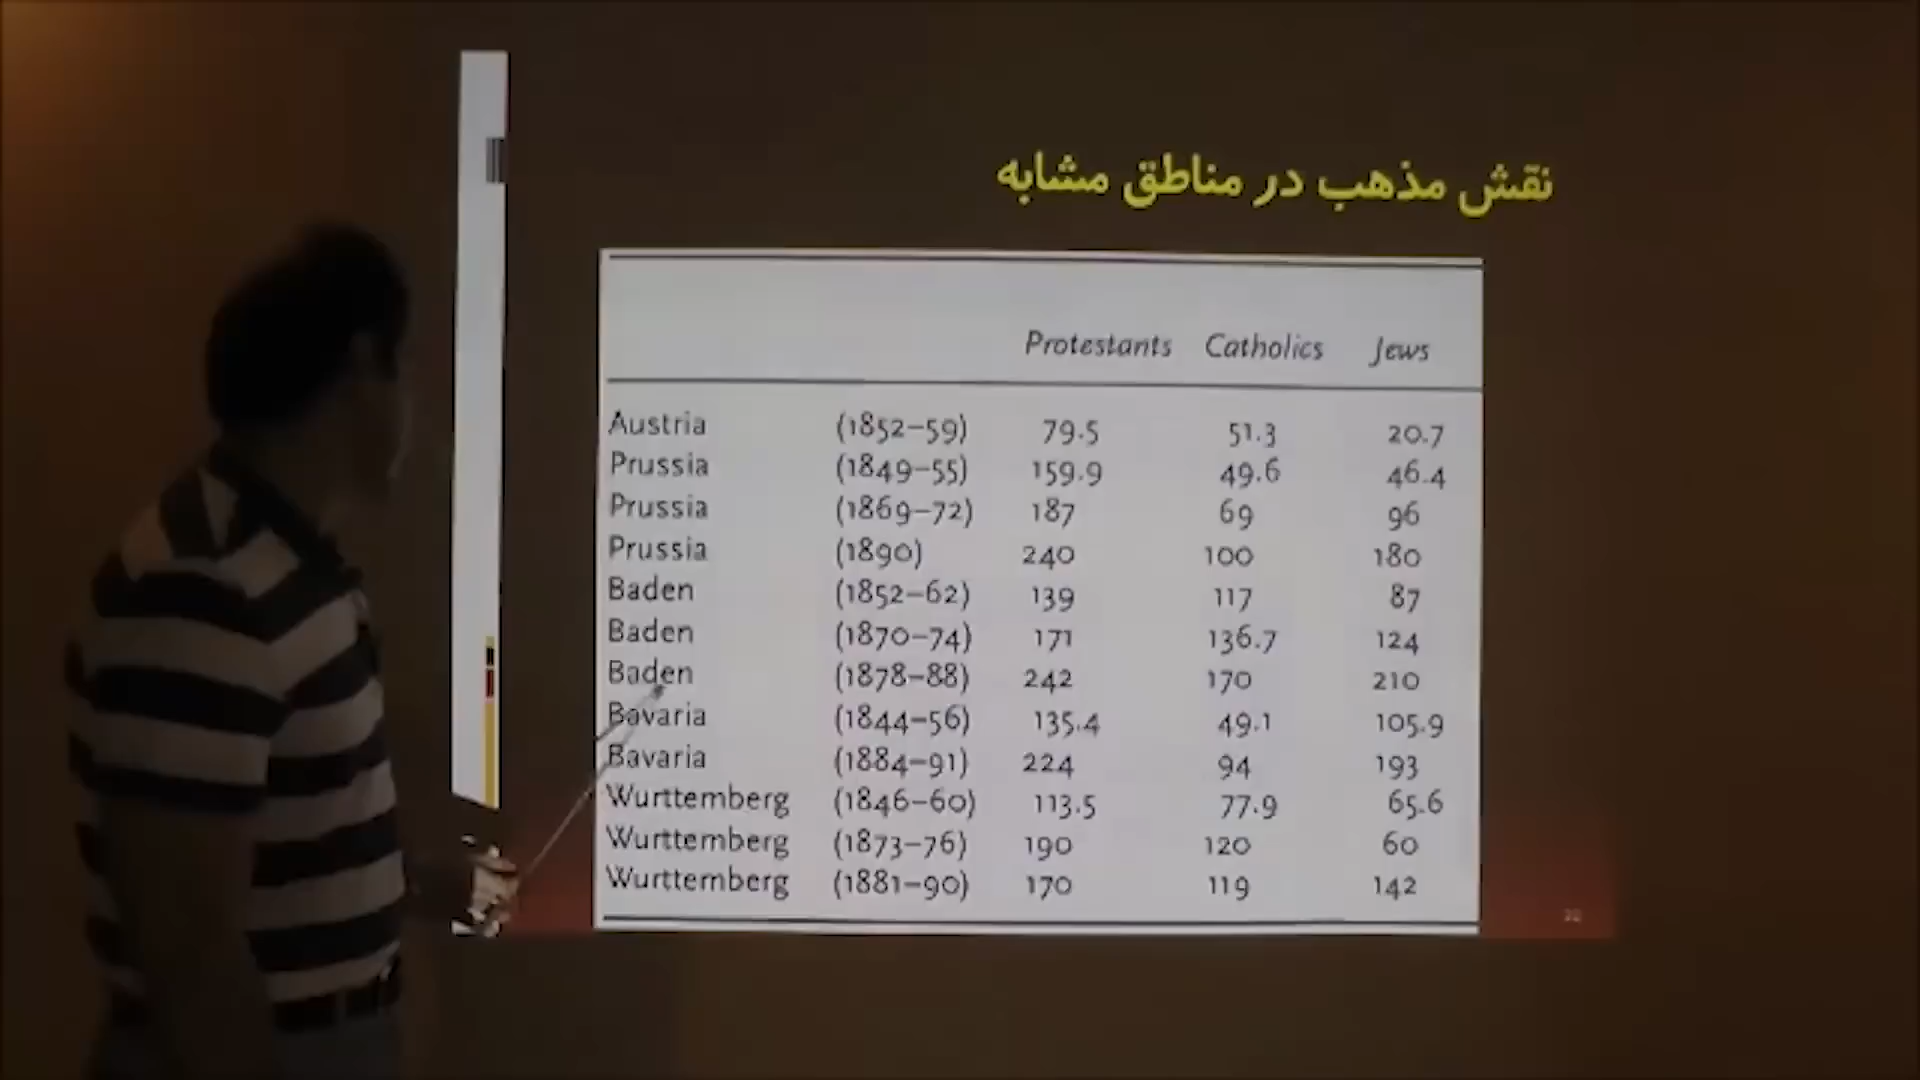 نقش مذهب در مناطق مشابه
Protestants Catholics Jews
Austria (1852–59) 79.5 51.3 20.7
Prussia (1849–55) 159.9 49.6 46.4
Prussia (1869–72) 187 69 96
Prussia (1890) 240 100 180
Baden (1852–62) 139 117 87
Baden (1870–74) 171 136.7 124
Baden (1878–88) 242 170 210
Bavaria (1844–56) 135.4 49.1 105.9
Bavaria (1884–91) 224 94 193
Wurttemberg (1846–60) 113.5 77.9 65.6
Wurttemberg (1873–76) 190 120 60
Wurttemberg (1881–90) 170 119 142